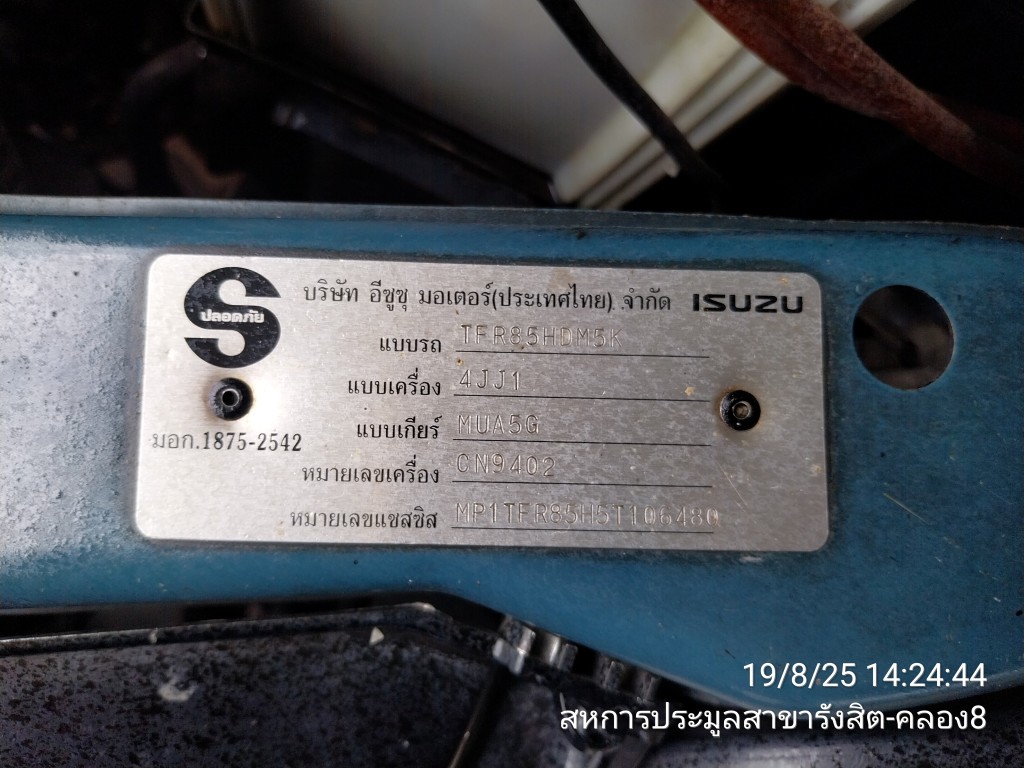 บริษัท อีซูซุ มอเตอร์(ประเทศไทย) จำกัด ISUZU
ปลอดภัย
แบบรถ TFR85HDM5K
แบบเครื่อง 4JJ1
แบบเกียร์ MUA5G
มอก.1875-2542
หมายเลขเครื่อง CN9402
หมายเลขแชสซิส MP1TFR85H5T106480
19/8/25 14:24:44
สหการประมูลสาขารังสิต-คลอง8